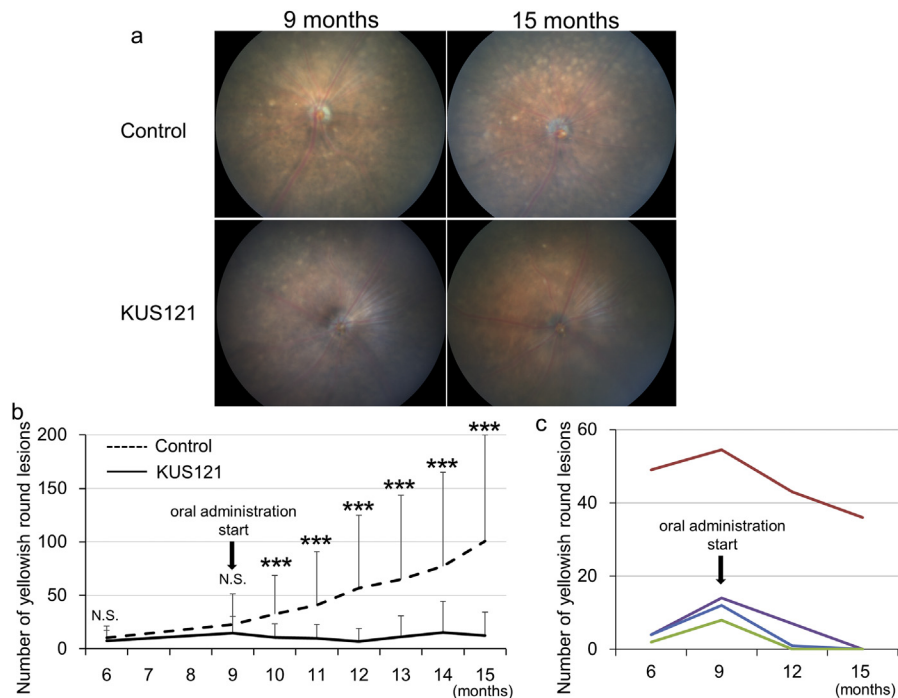 a
9 months
15 months
Control
KUS121
b
Number of yellowish round lesions
200
150
100
50
0
Control
KUS121
oral administration
start
N.S.
N.S.
***
***
***
***
***
***
6
7
8
9
10
11
12
13
14
15
(months)
c
Number of yellowish round lesions
60
40
20
0
oral administration
start
6
9
12
15
(months)